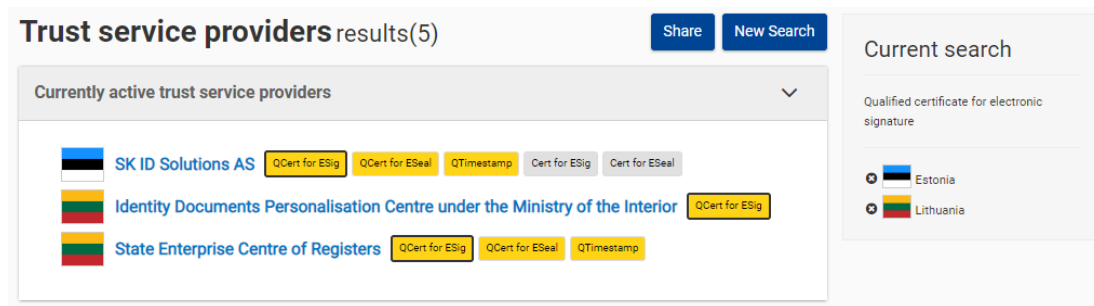 Trust service providers results(5)
Share
New Search
Currently active trust service providers
SK ID Solutions AS QCert for ESig QCert for ESeal QTimestamp Cert for ESig Cert for ESeal
Identity Documents Personalisation Centre under the Ministry of the Interior QCert for ESig
State Enterprise Centre of Registers QCert for ESig QCert for ESeal QTimestamp
Current search
Qualified certificate for electronic
signature
Estonia
Lithuania